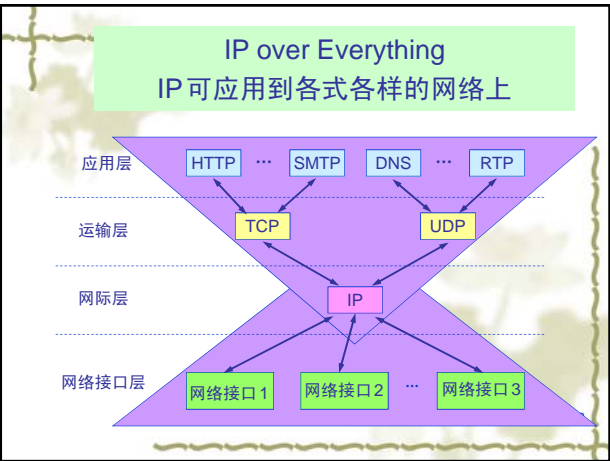 IP over Everything
IP可应用到各式各样的网络上
应用层 HTTP … SMTP DNS … RTP
运输层 TCP UDP
网际层 IP
网络接口层 网络接口1 网络接口2 … 网络接口3